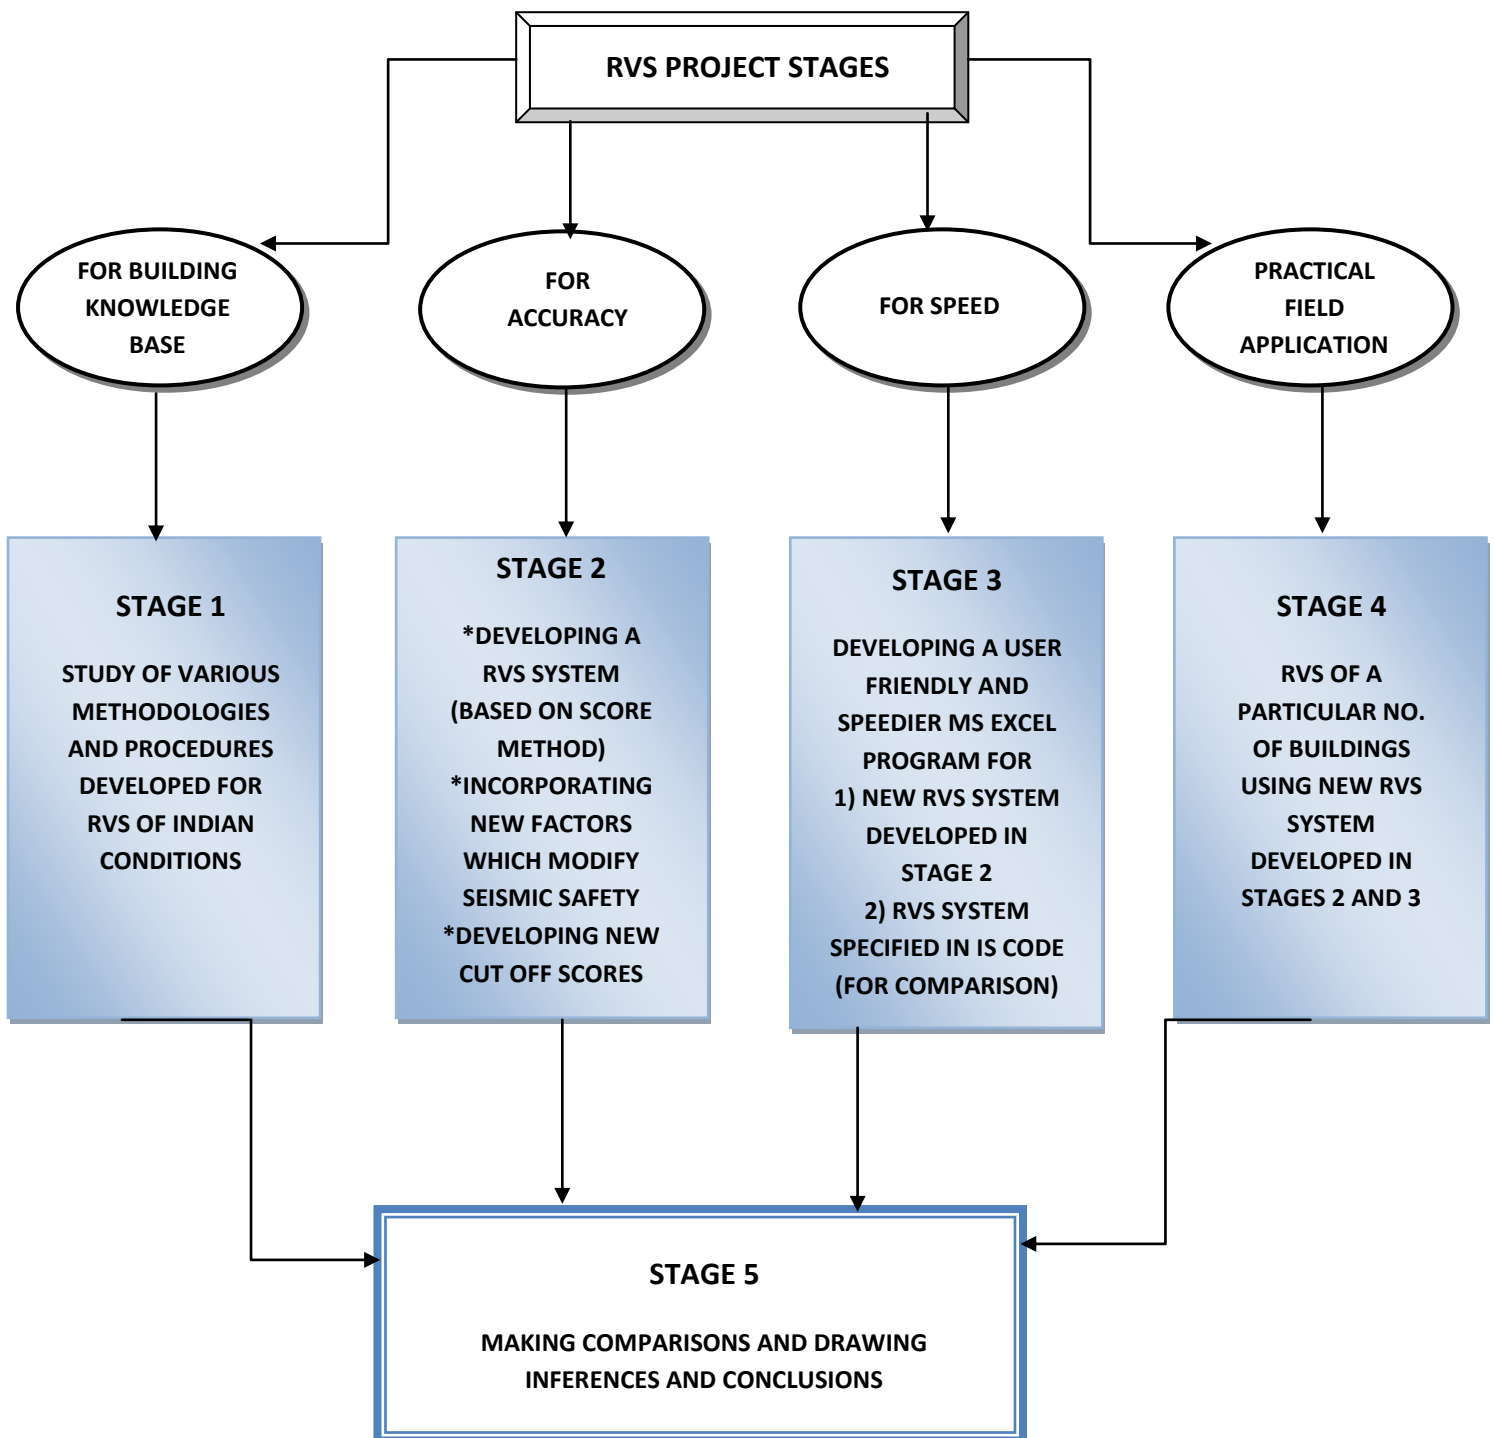 RVS PROJECT STAGES
FOR BUILDING
KNOWLEDGE
BASE
FOR
ACCURACY
FOR SPEED
PRACTICAL
FIELD
APPLICATION
STAGE 1
STUDY OF VARIOUS
METHODOLOGIES
AND PROCEDURES
DEVELOPED FOR
RVS OF INDIAN
CONDITIONS
STAGE 2
*DEVELOPING A
RVS SYSTEM
(BASED ON SCORE
METHOD)
*INCORPORATING
NEW FACTORS
WHICH MODIFY
SEISMIC SAFETY
*DEVELOPING NEW
CUT OFF SCORES
STAGE 3
DEVELOPING A USER
FRIENDLY AND
SPEEDIER MS EXCEL
PROGRAM FOR
1) NEW RVS SYSTEM
DEVELOPED IN
STAGE 2
2) RVS SYSTEM
SPECIFIED IN IS CODE
(FOR COMPARISON)
STAGE 4
RVS OF A
PARTICULAR NO.
OF BUILDINGS
USING NEW RVS
SYSTEM
DEVELOPED IN
STAGES 2 AND 3
STAGE 5
MAKING COMPARISONS AND DRAWING
INFERENCES AND CONCLUSIONS